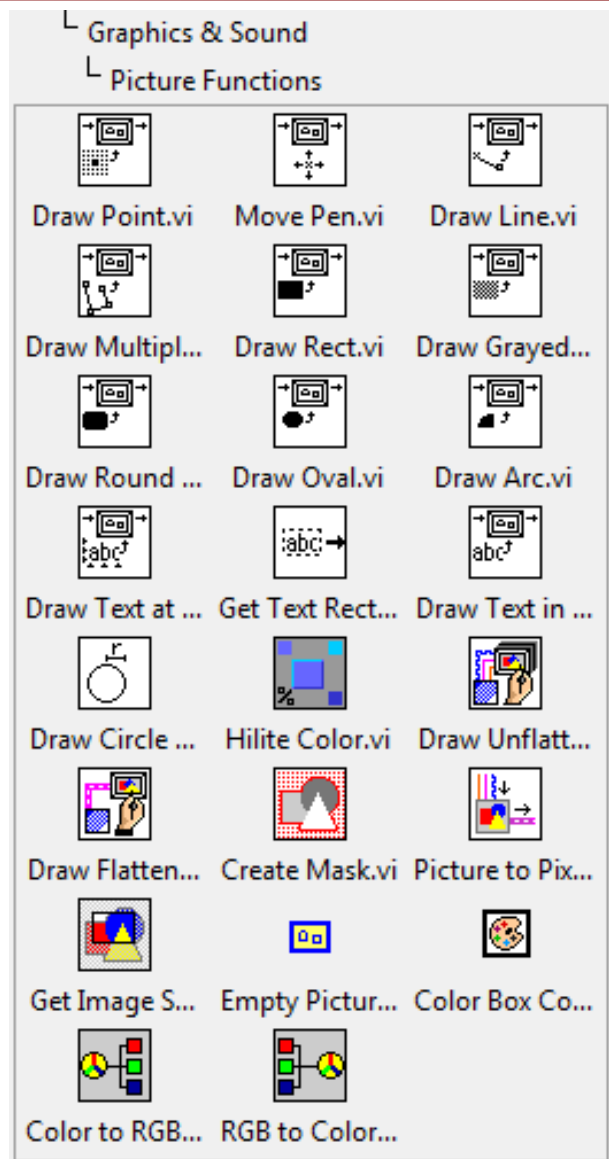 Graphics & Sound
Picture Functions
Draw Point.vi Move Pen.vi Draw Line.vi
Draw Multipl... Draw Rect.vi Draw Grayed...
Draw Round ... Draw Oval.vi Draw Arc.vi
abc abc abc
Draw Text at ... Get Text Rect... Draw Text in ...
r %
Draw Circle ... Hilite Color.vi Draw Unflatt...
Draw Flatten... Create Mask.vi Picture to Pix...
Get Image S... Empty Pictur... Color Box Co...
Color to RGB... RGB to Color...